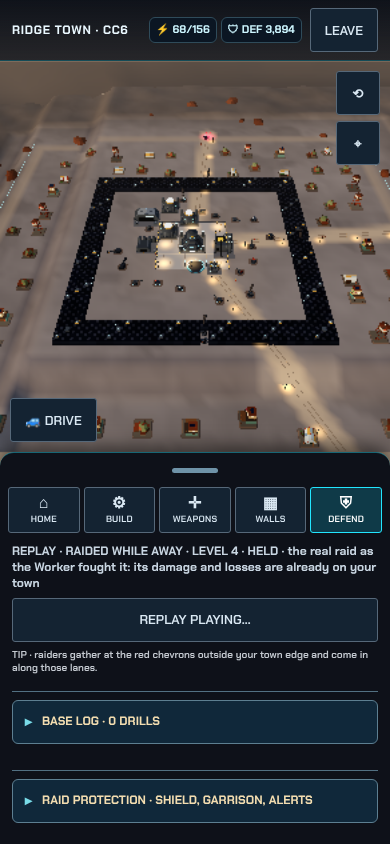 RIDGE TOWN · CC6
⚡ 68/156
🛡 DEF 3,894
LEAVE
🚙 DRIVE
HOME
BUILD
WEAPONS
WALLS
DEFEND
REPLAY · RAIDED WHILE AWAY · LEVEL 4 · HELD · the real raid as
the Worker fought it: its damage and losses are already on your
town
REPLAY PLAYING...
TIP · raiders gather at the red chevrons outside your town edge and come in
along those lanes.
▶ BASE LOG · 0 DRILLS
▶ RAID PROTECTION · SHIELD, GARRISON, ALERTS